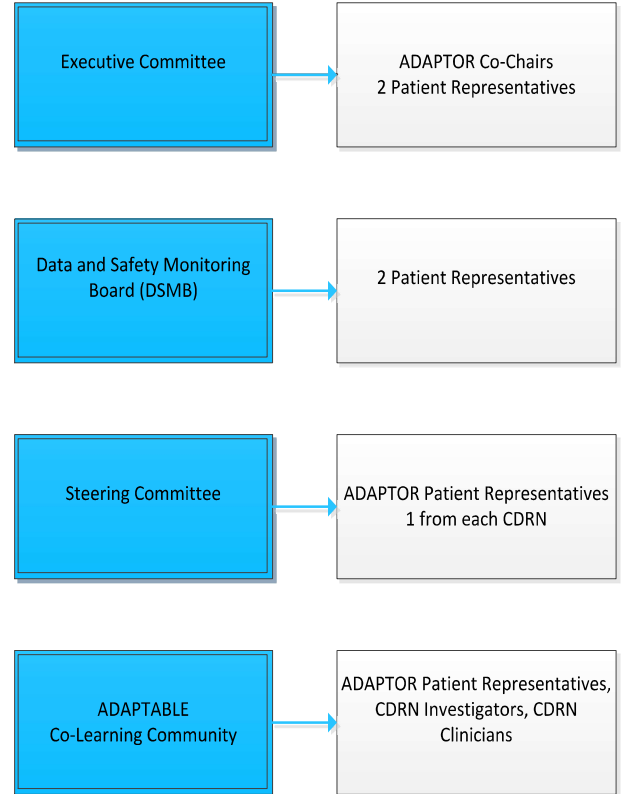 Executive Committee
ADAPTOR Co-Chairs
2 Patient Representatives
Data and Safety Monitoring
Board (DSMB)
2 Patient Representatives
Steering Committee
ADAPTOR Patient Representatives
1 from each CDRN
ADAPTABLE
Co-Learning Community
ADAPTOR Patient Representatives,
CDRN Investigators, CDRN
Clinicians